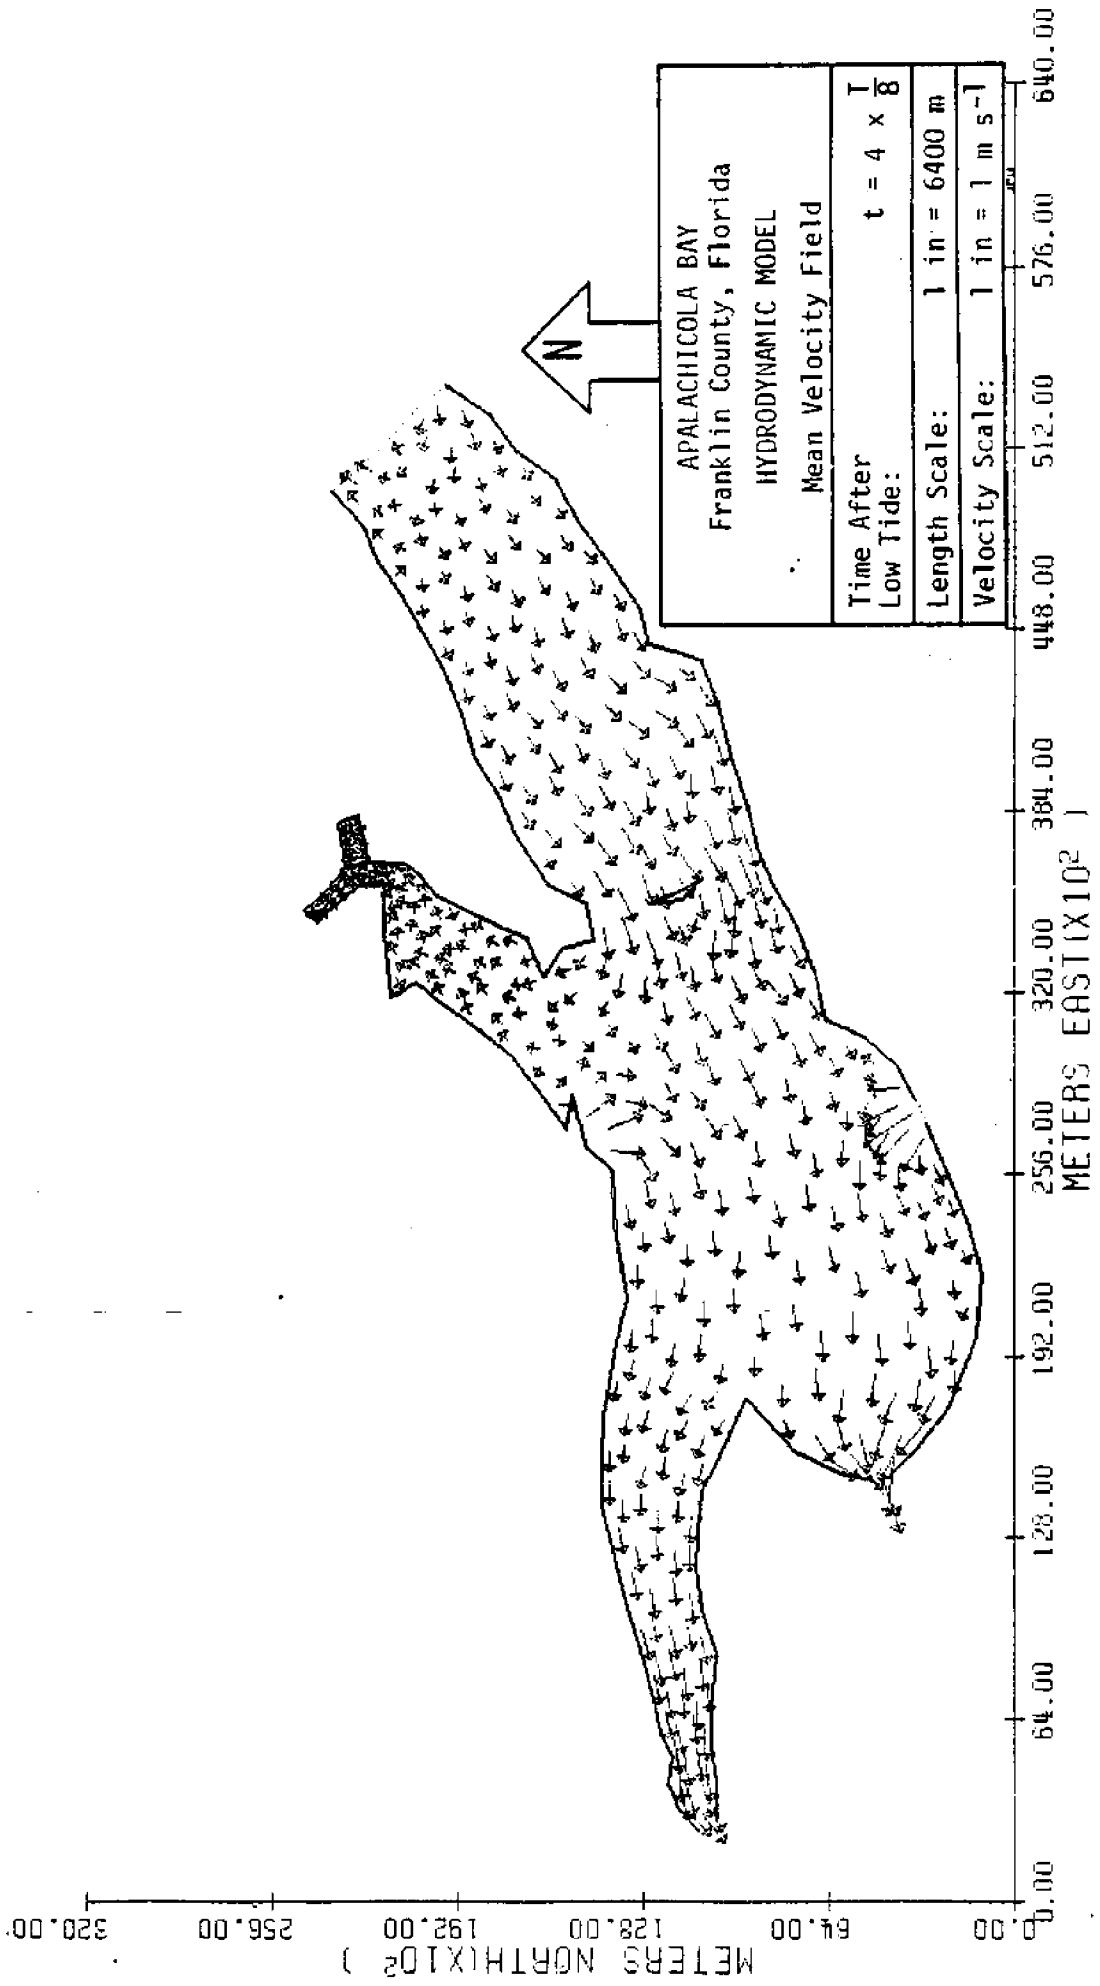 N
APALACHICOLA BAY
Franklin County, Florida
HYDRODYNAMIC MODEL
Mean Velocity Field
Time After
Low Tide: t = 4 x T/8
Length Scale: 1 in = 6400 m
Velocity Scale: 1 in = 1 m s-1
METERS NORTH(X10² )
320.00
256.00
192.00
128.00
64.00
0.00
0.00 64.00 128.00 192.00 256.00 320.00 384.00 448.00 512.00 576.00 640.00
METERS EAST(X10² )